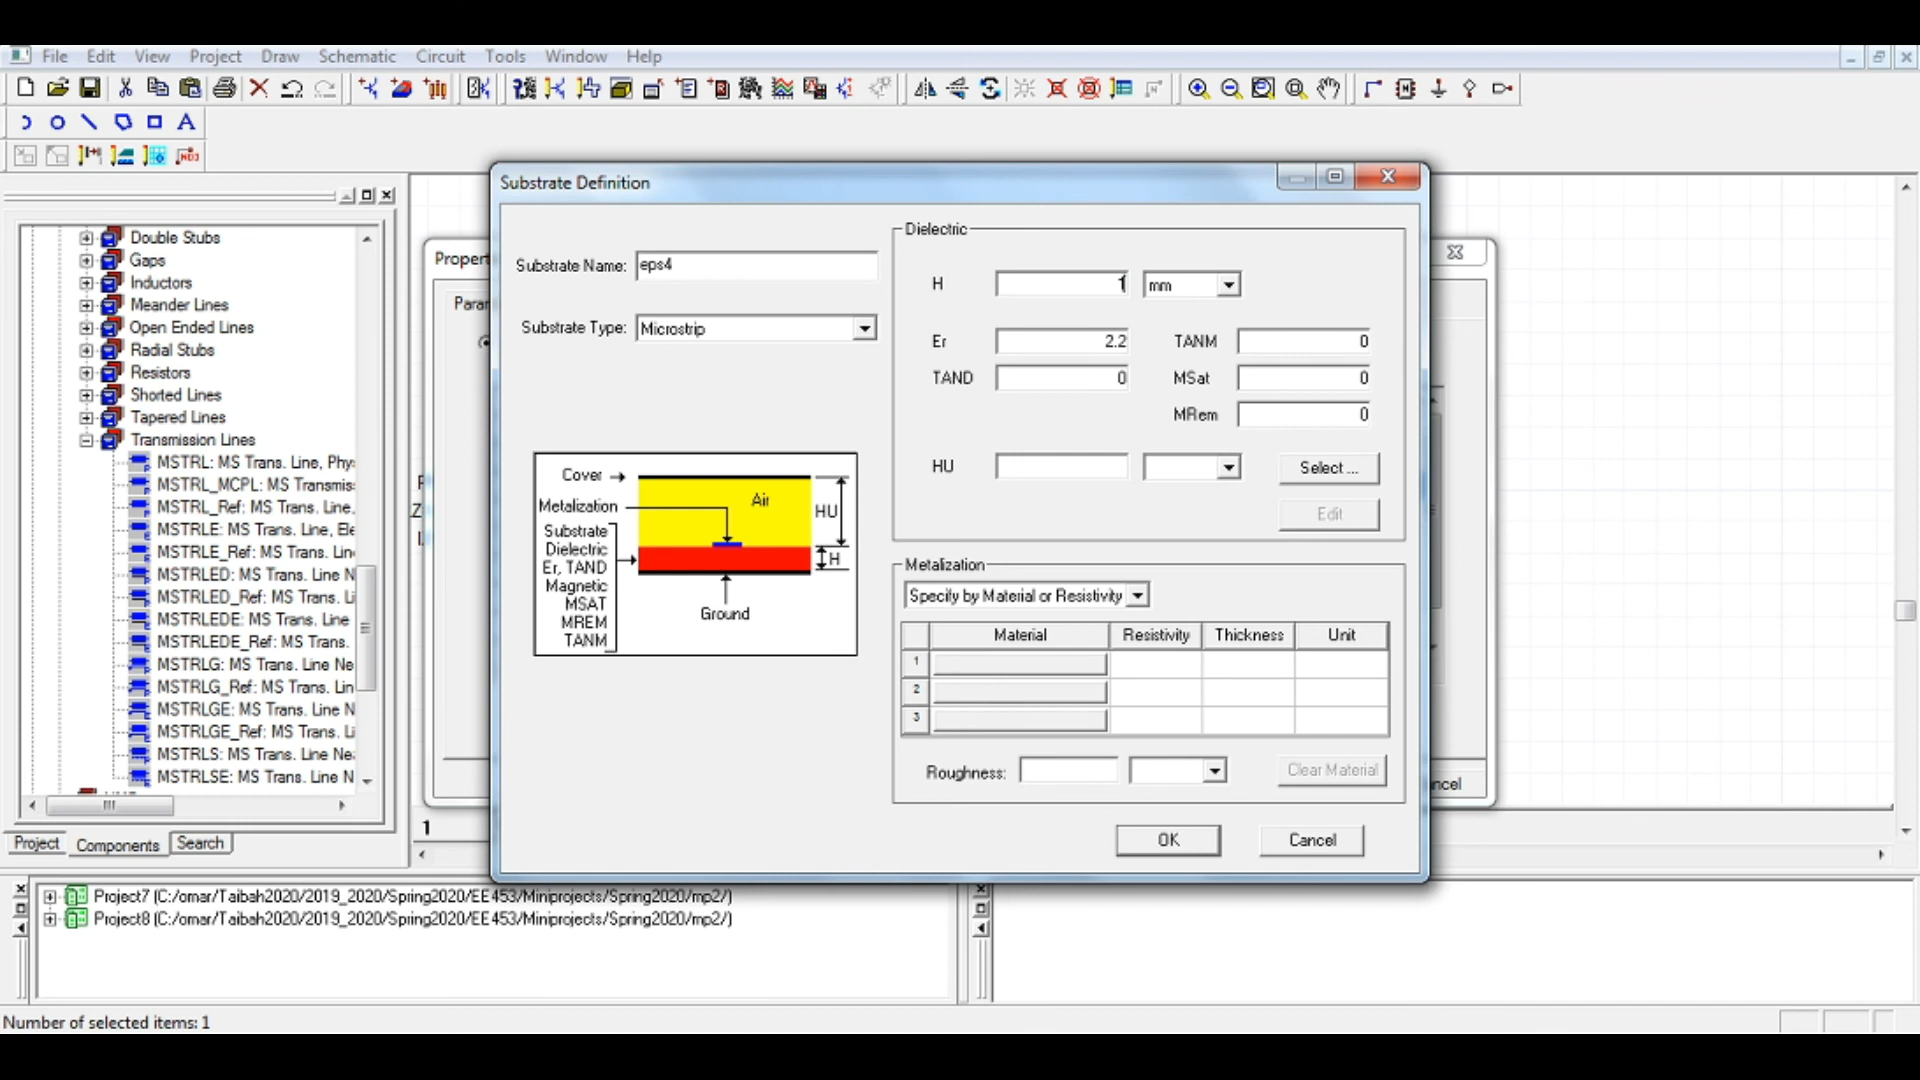 File Edit View Project Draw Schematic Circuit Tools Window Help
Double Stubs
Gaps
Inductors
Meander Lines
Open Ended Lines
Radial Stubs
Resistors
Shorted Lines
Tapered Lines
Transmission Lines
MSTRL: MS Trans. Line, Phy
MSTRL_MCPL: MS Transmis
MSTRL_Ref: MS Trans. Line,
MSTRLE: MS Trans. Line, Ele
MSTRLE_Ref: MS Trans. Lin
MSTRLED: MS Trans. Line N
MSTRLED_Ref: MS Trans. Li
MSTRLEDE: MS Trans. Line
MSTRLEDE_Ref: MS Trans.
MSTRLG: MS Trans. Line Ne
MSTRLG_Ref: MS Trans. Lin
MSTRLGE: MS Trans. Line N
MSTRLGE_Ref: MS Trans. Li
MSTRLS: MS Trans. Line Ne
MSTRLSE: MS Trans. Line N
Project Components Search
Propert
Para
Substrate Definition
Substrate Name: eps4
Substrate Type: Microstrip
Cover
Air
Metalization
HU
Substrate
Dielectric
Er, TAND
H
Magnetic
MSAT
Ground
MREM
TANM
Dielectric
H 1 mm
Er 2.2 TANM 0
TAND 0 MSat 0
MRem 0
HU Select ...
Edit
Metalization
Specify by Material or Resistivity
Material Resistivity Thickness Unit
1
2
3
Roughness: Clear Material
OK Cancel
ncel
1
Project7 (C:/omar/Taibah2020/2019_2020/Spring2020/EE453/Miniprojects/Spring2020/mp2/)
Project8 (C:/omar/Taibah2020/2019_2020/Spring2020/EE453/Miniprojects/Spring2020/mp2/)
Number of selected items: 1